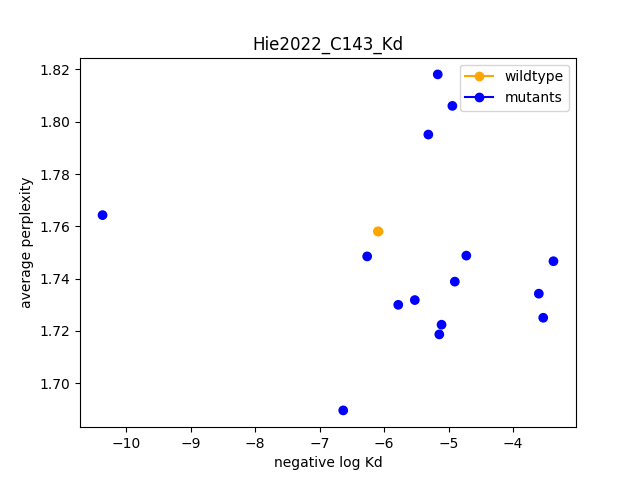 Hie2022_C143_Kd
wildtype
mutants
average perplexity
1.82
1.80
1.78
1.76
1.74
1.72
1.70
−10
−9
−8
−7
−6
−5
−4
negative log Kd